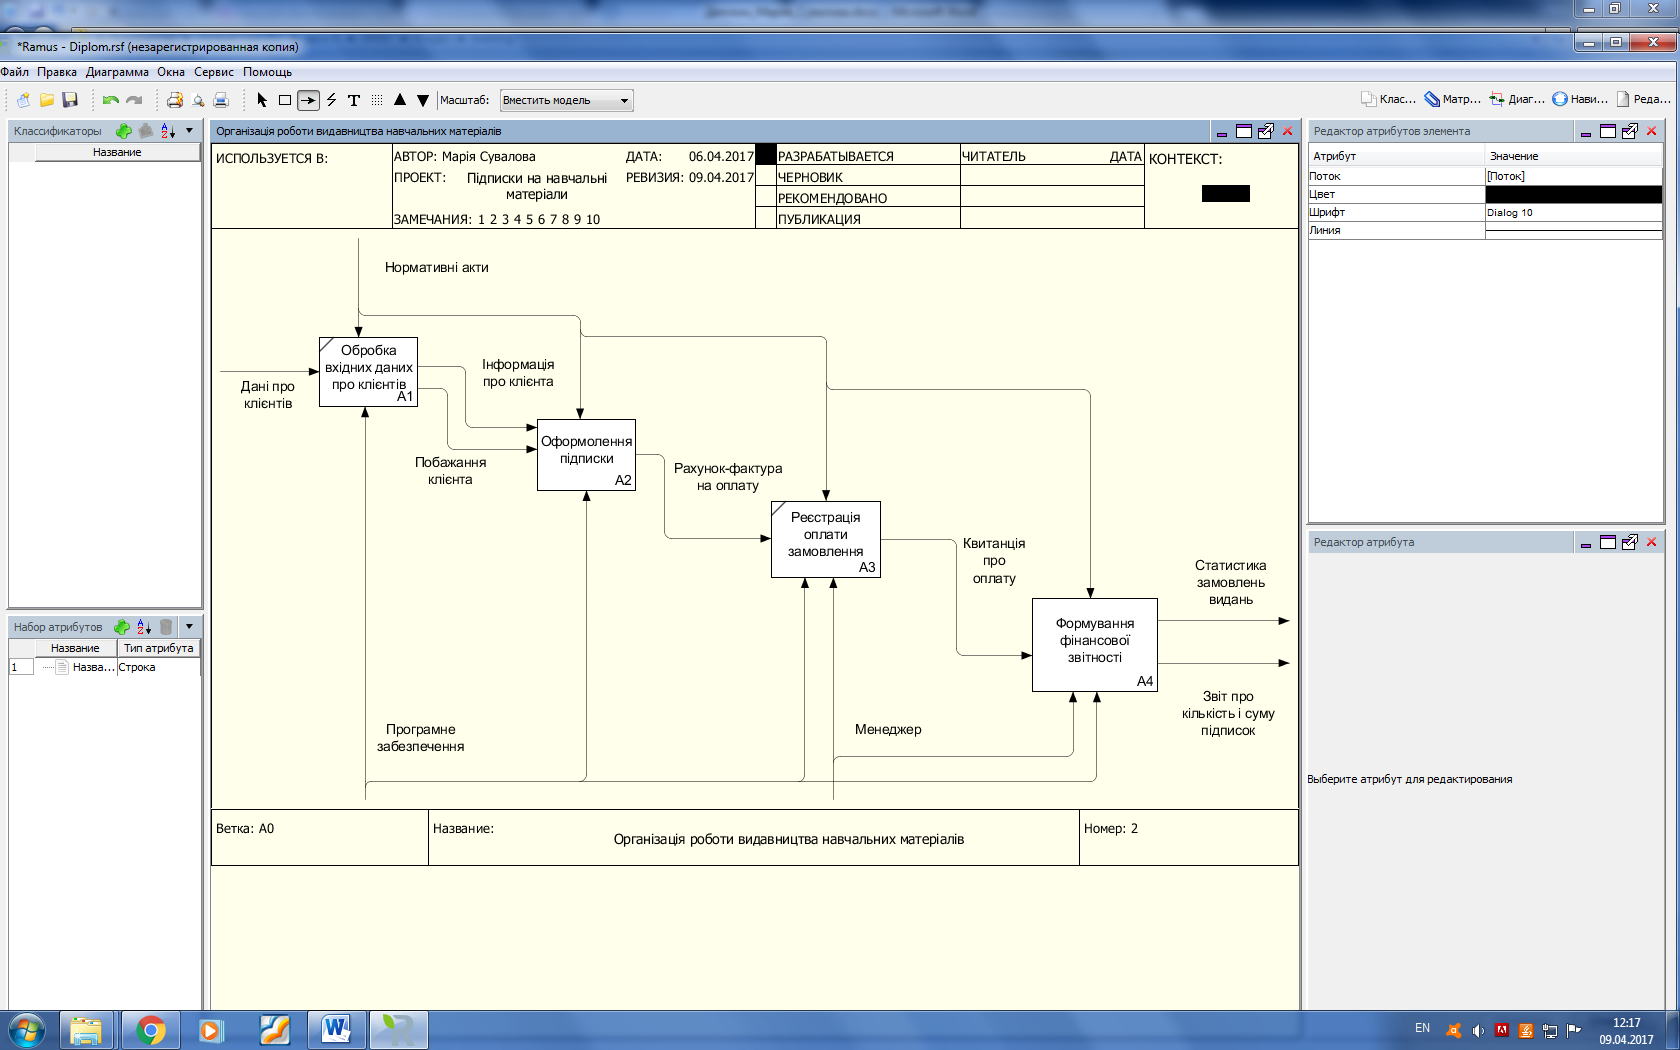 *Ramus - Diplom.rsf (незарегистрированная копия)
Файл Правка Диаграмма Окна Сервис Помощь
Масштаб: Вместить модель
Клас... Матр... Диаг... Нави... Реда...
Классификаторы
Название
Набор атрибутов
Название Тип атрибута
1 Назва... Строка
Організація роботи видавництва навчальних матеріалів
ИСПОЛЬЗУЕТСЯ В:
АВТОР: Марія Сувалова ДАТА: 06.04.2017
ПРОЕКТ: Підписки на навчальні РЕВИЗИЯ: 09.04.2017
матеріали
ЗАМЕЧАНИЯ: 1 2 3 4 5 6 7 8 9 10
РАЗРАБАТЫВАЕТСЯ
ЧЕРНОВИК
РЕКОМЕНДОВАНО
ПУБЛИКАЦИЯ
ЧИТАТЕЛЬ ДАТА
КОНТЕКСТ:
Нормативні акти
Дані про
клієнтів
Обробка
вхідних даних
про клієнтів
A1
Інформація
про клієнта
Побажання
клієнта
Оформолення
підписки
A2
Рахунок-фактура
на оплату
Реєстрація
оплати
замовлення
A3
Квитанція
про
оплату
Формування
фінансової
звітності
A4
Статистика
замовлень
видань
Звіт про
кількість і суму
підписок
Програмне
забезпечення
Менеджер
Ветка: A0
Название:
Організація роботи видавництва навчальних матеріалів
Номер: 2
Редактор атрибутов элемента
Атрибут Значение
Поток [Поток]
Цвет
Шрифт Dialog 10
Линия
Редактор атрибута
Выберите атрибут для редактирования
EN
12:17
09.04.2017